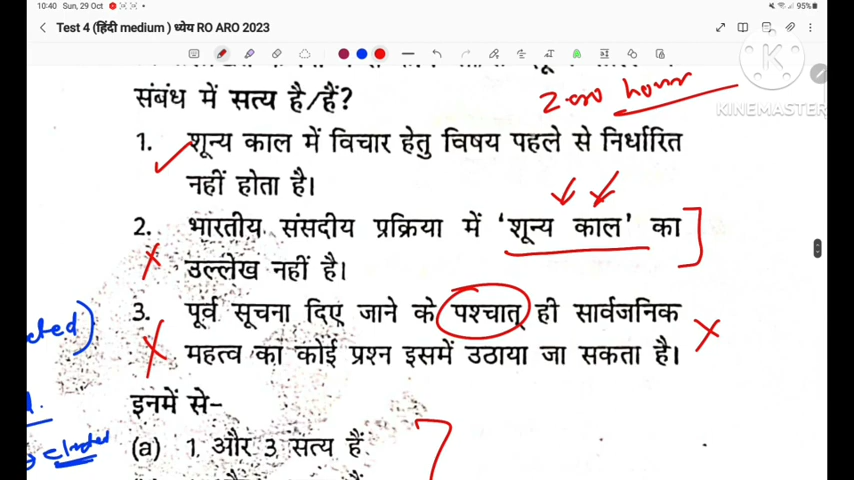 10:40 Sun, 29 Oct
95%
Test 4 (हिंदी medium ) ध्येय RO ARO 2023
संबंध में सत्य है/हैं?
Zero hour
KINEMASTER
1. शून्य काल में विचार हेतु विषय पहले से निर्धारित
नहीं होता है।
2. भारतीय संसदीय प्रक्रिया में 'शून्य काल' का
उल्लेख नहीं है।
3. पूर्व सूचना दिए जाने के पश्चात् ही सार्वजनिक
महत्व का कोई प्रश्न इसमें उठाया जा सकता है।
इनमें से–
(a) 1 और 3 सत्य हैं.